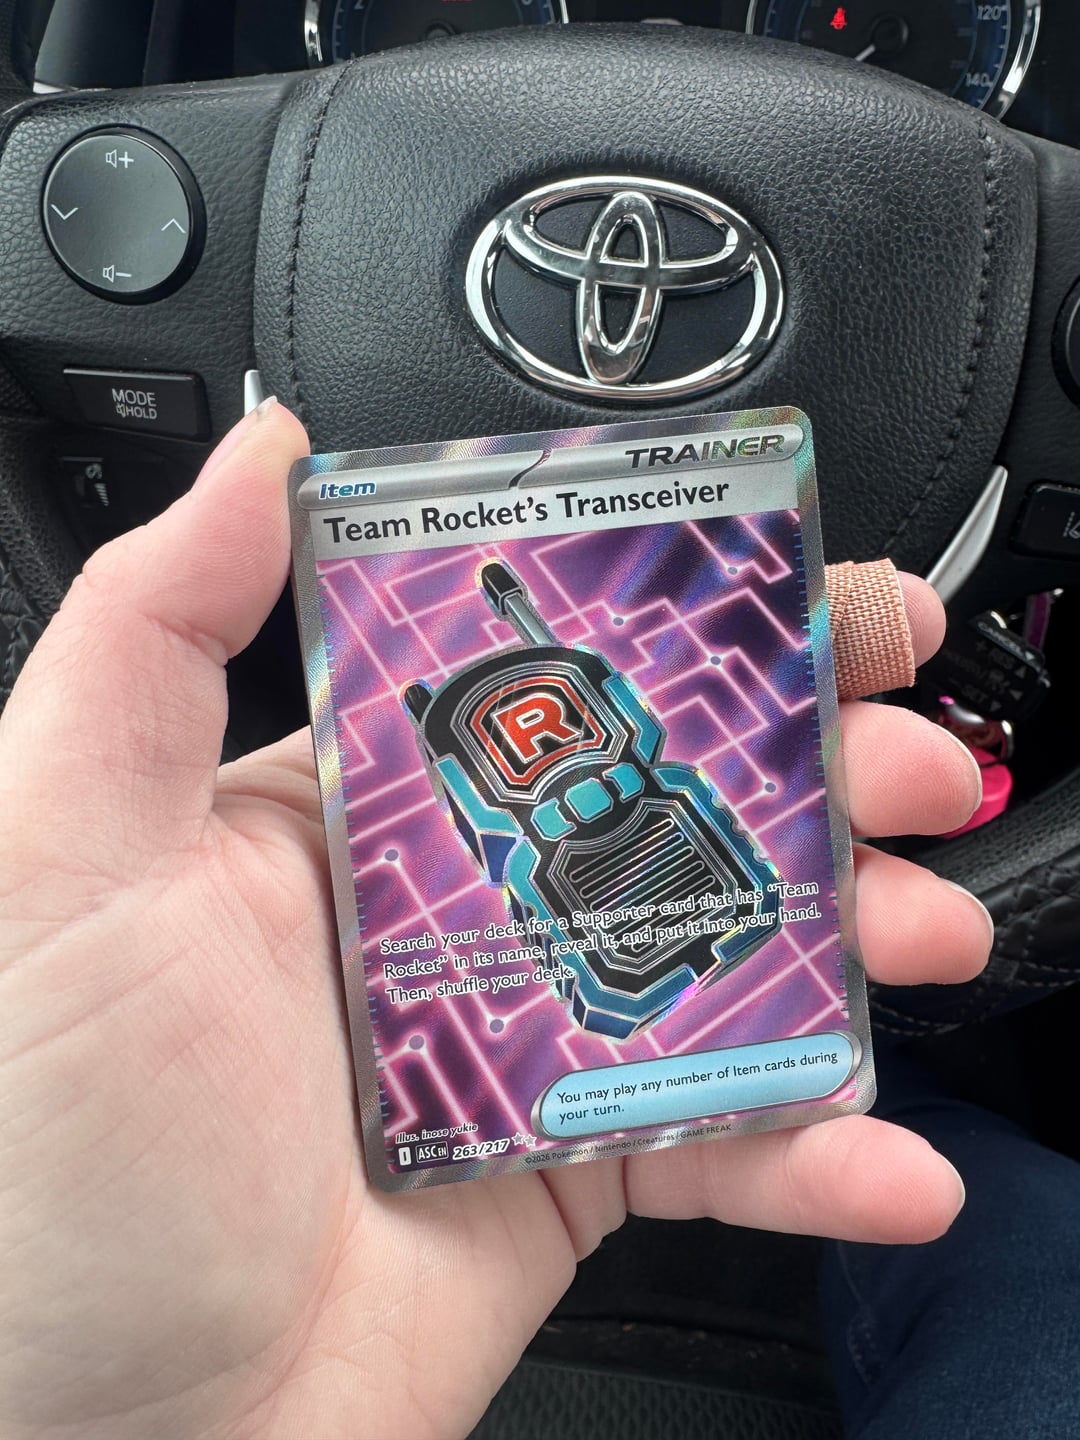 120
140
MODE
HOLD
Item
TRAINER
Team Rocket's Transceiver
R
Search your deck for a Supporter card that has "Team
Rocket" in its name, reveal it, and put it into your hand.
Then, shuffle your deck.
You may play any number of Item cards during
your turn.
Illus. inose yukie
I ASC EN 263/217
©2026 Pokémon / Nintendo / Creatures / GAME FREAK